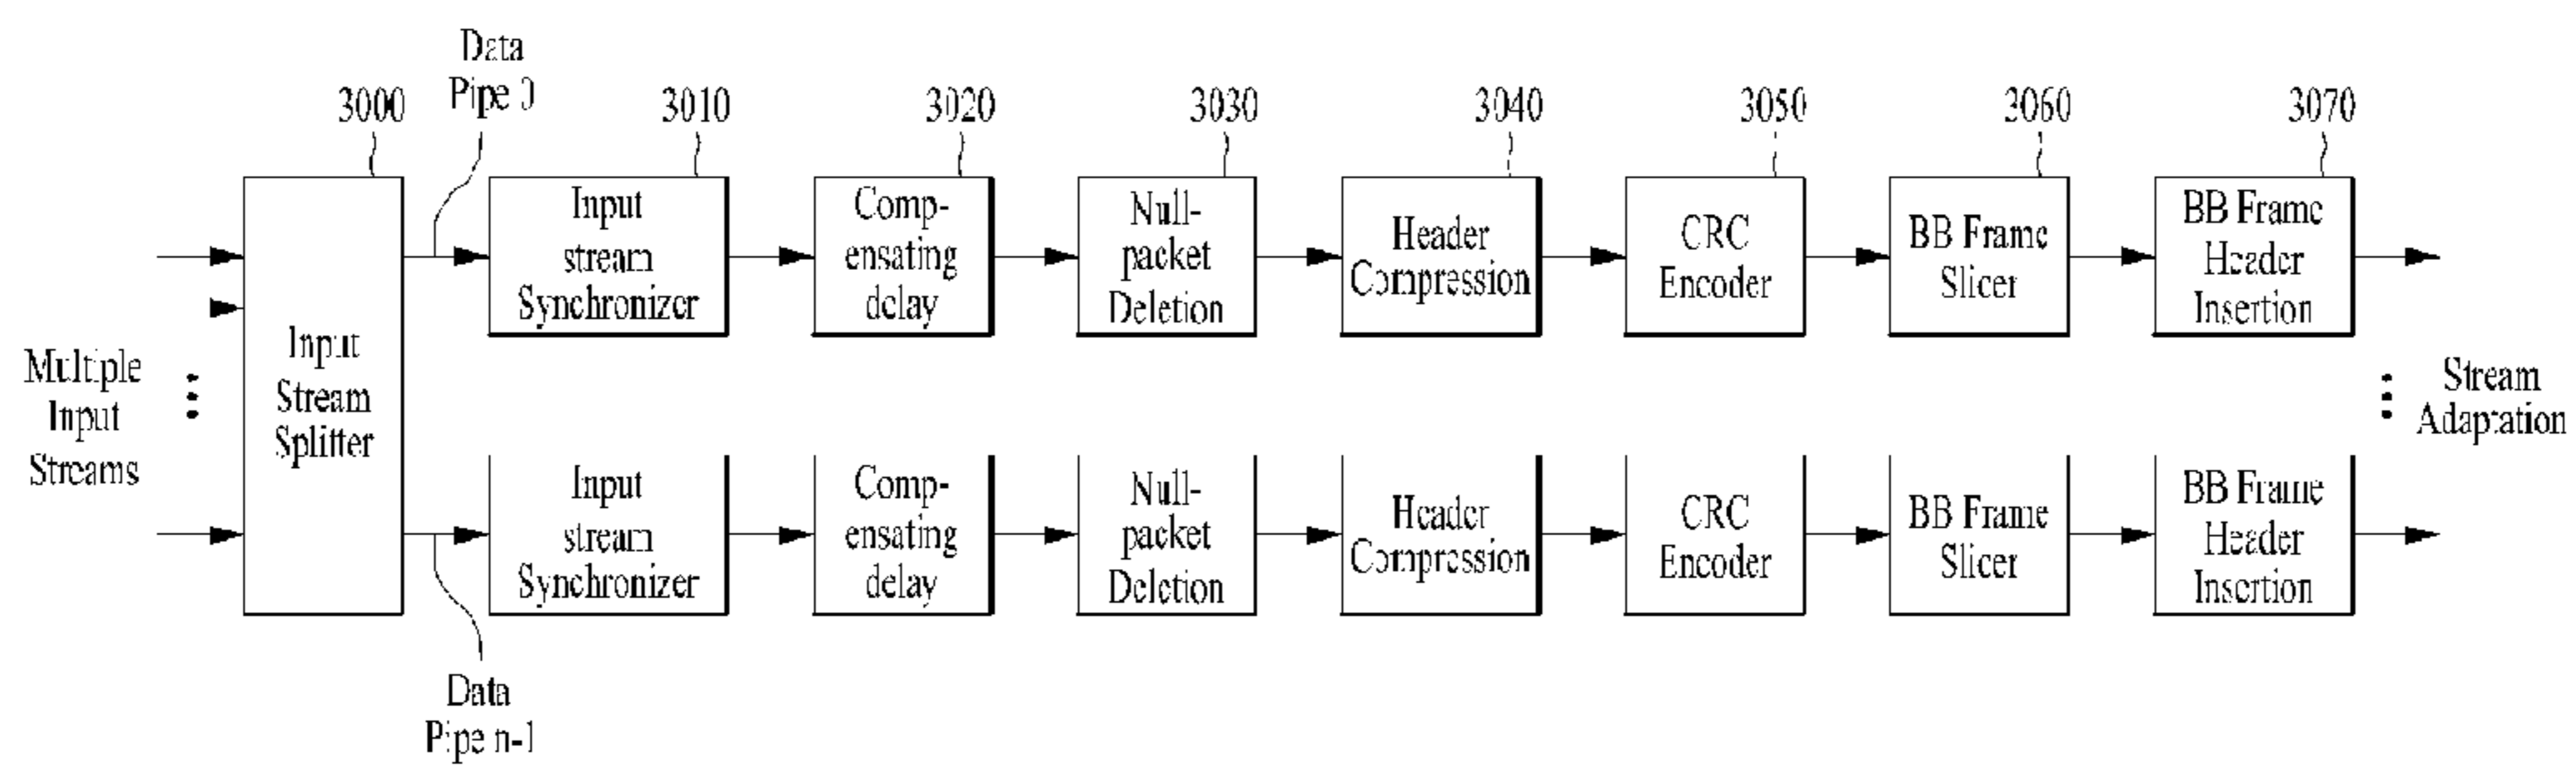 Data
Pipe 0
3000
3010
3020
3030
3040
3050
3060
3070
Multiple
Input
Streams
Input
Stream
Splitter
Input
stream
Synchronizer
Comp-
ensating
delay
Null-
packet
Deletion
Header
Compression
CRC
Encoder
BB Frame
Slicer
BB Frame
Header
Insertion
Stream
Adaptation
Input
stream
Synchronizer
Comp-
ensating
delay
Null-
packet
Deletion
Header
Compression
CRC
Encoder
BB Frame
Slicer
BB Frame
Header
Insertion
Data
Pipe n-1